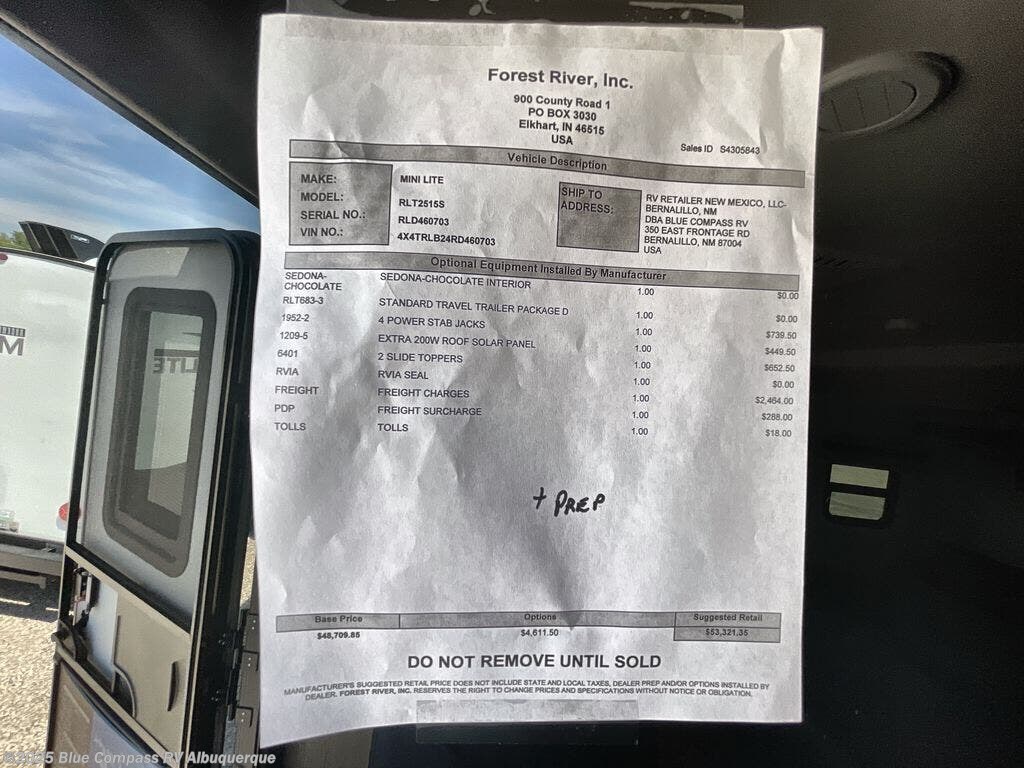 Forest River, Inc.
900 County Road 1
PO BOX 3030
Elkhart, IN 46515
USA
Sales ID S4305843
Vehicle Description
MAKE: MINI LITE
MODEL: RLT2515S
SERIAL NO.: RLD460703
VIN NO.: 4X4TRLB24RD460703
SHIP TO
ADDRESS:
RV RETAILER NEW MEXICO, LLC-
BERNALILLO, NM
DBA BLUE COMPASS RV
350 EAST FRONTAGE RD
BERNALILLO, NM 87004
USA
Optional Equipment Installed By Manufacturer
SEDONA-
CHOCOLATE SEDONA-CHOCOLATE INTERIOR 1.00 $0.00
RLT683-3 STANDARD TRAVEL TRAILER PACKAGE D 1.00 $0.00
1952-2 4 POWER STAB JACKS 1.00 $739.50
1209-5 EXTRA 200W ROOF SOLAR PANEL 1.00 $449.50
6401 2 SLIDE TOPPERS 1.00 $652.50
RVIA RVIA SEAL 1.00 $0.00
FREIGHT FREIGHT CHARGES 1.00 $2,464.00
PDP FREIGHT SURCHARGE 1.00 $288.00
TOLLS TOLLS 1.00 $18.00
+ PREP
Base Price Options Suggested Retail
$48,709.85 $4,611.50 $53,321.35
DO NOT REMOVE UNTIL SOLD
MANUFACTURER'S SUGGESTED RETAIL PRICE DOES NOT INCLUDE STATE AND LOCAL TAXES, DEALER PREP AND/OR OPTIONS INSTALLED BY
DEALER. FOREST RIVER, INC. RESERVES THE RIGHT TO CHANGE PRICES AND SPECIFICATIONS WITHOUT NOTICE OR OBLIGATION.
©2025 Blue Compass RV Albuquerque